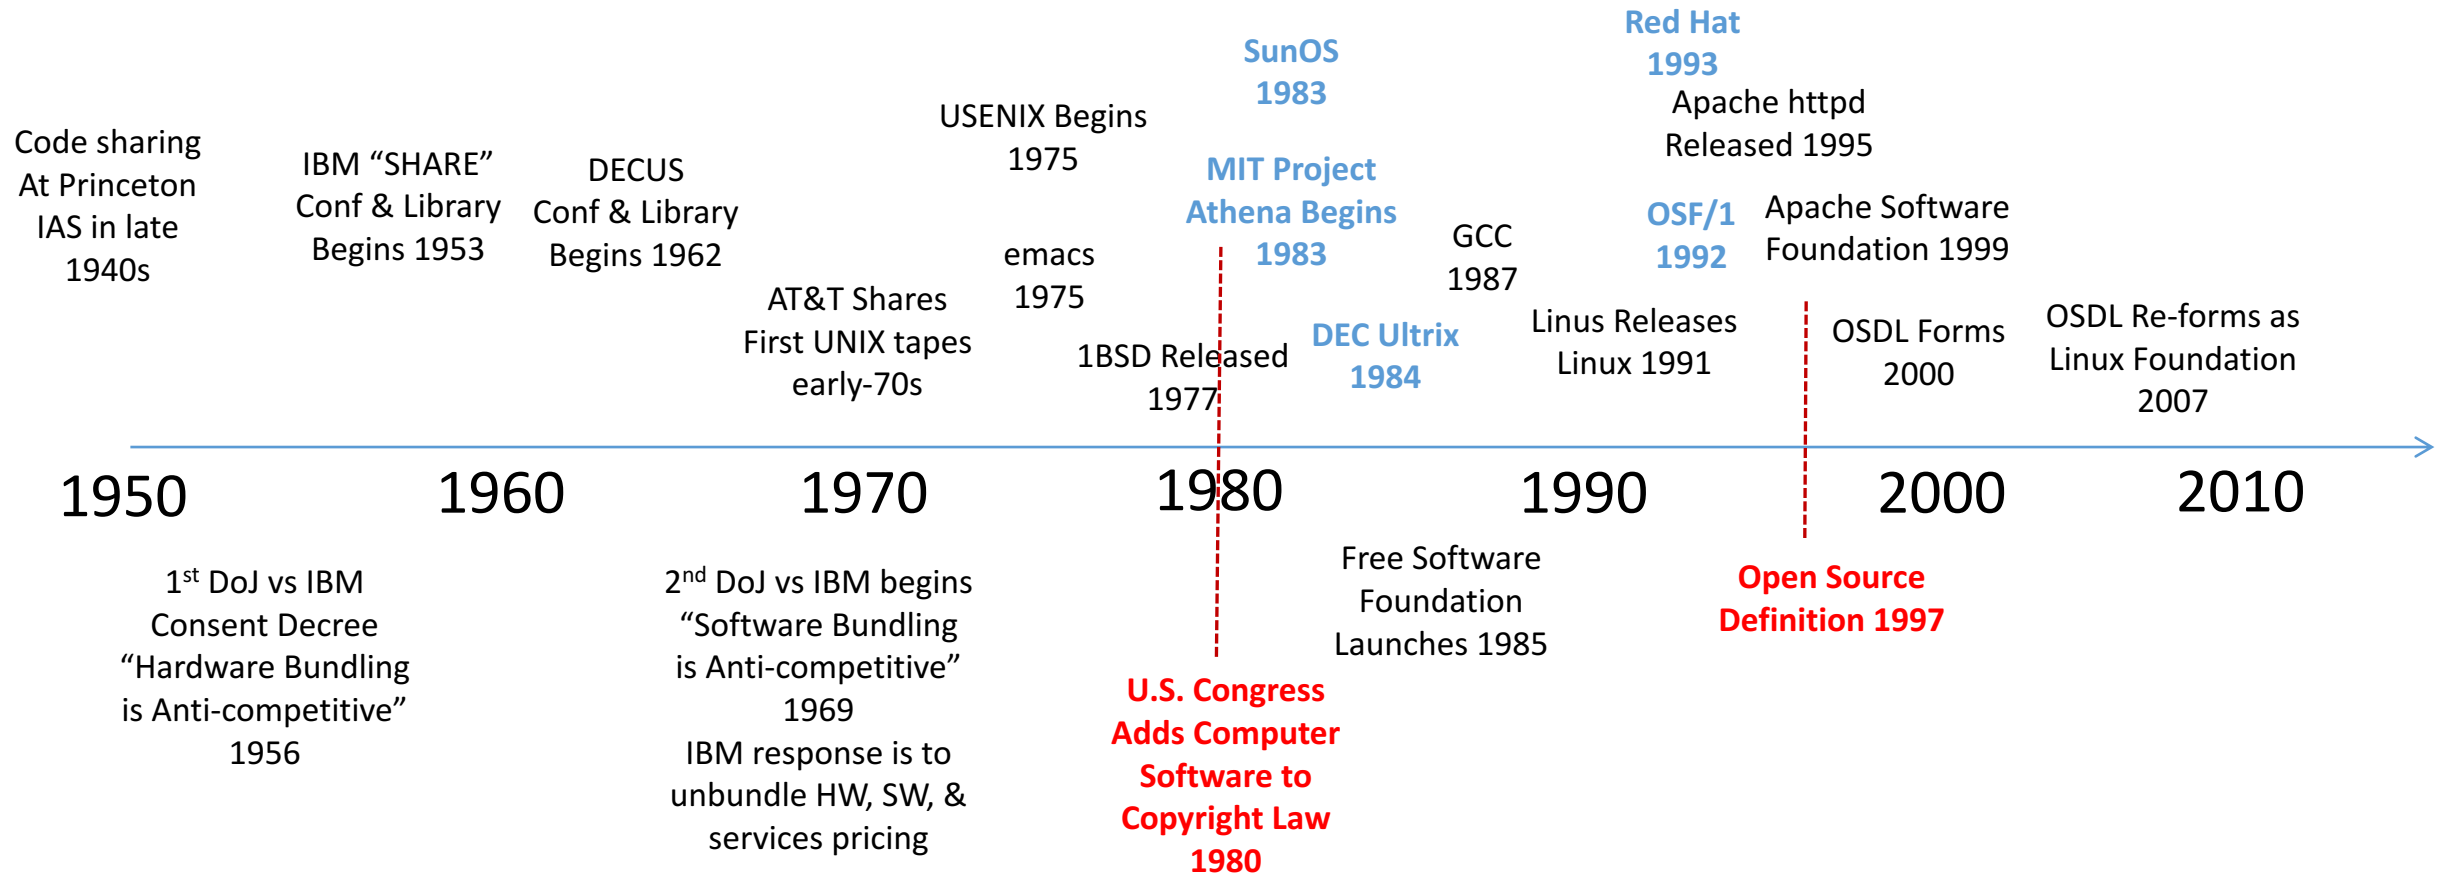 Code sharing
At Princeton
IAS in late
1940s
IBM “SHARE”
Conf & Library
Begins 1953
DECUS
Conf & Library
Begins 1962
AT&T Shares
First UNIX tapes
early-70s
USENIX Begins
1975
emacs
1975
1BSD Released
1977
SunOS
1983
MIT Project
Athena Begins
1983
DEC Ultrix
1984
GCC
1987
Linus Releases
Linux 1991
Red Hat
1993
Apache httpd
Released 1995
OSF/1
1992
Apache Software
Foundation 1999
OSDL Forms
2000
OSDL Re-forms as
Linux Foundation
2007
1950 1960 1970 1980 1990 2000 2010
1st DoJ vs IBM
Consent Decree
“Hardware Bundling
is Anti-competitive”
1956
2nd DoJ vs IBM begins
“Software Bundling
is Anti-competitive”
1969
IBM response is to
unbundle HW, SW, &
services pricing
U.S. Congress
Adds Computer
Software to
Copyright Law
1980
Free Software
Foundation
Launches 1985
Open Source
Definition 1997